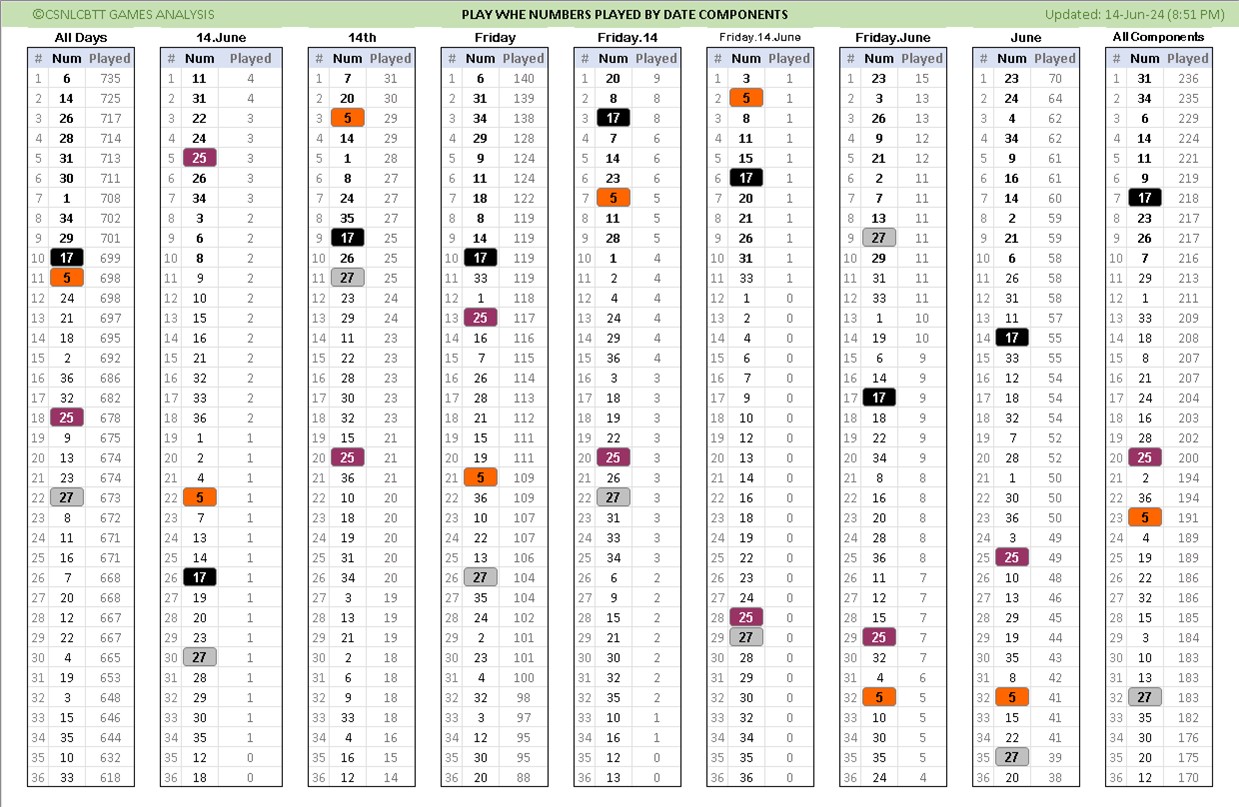 ©CSNLCBTT GAMES ANALYSIS PLAY WHE NUMBERS PLAYED BY DATE COMPONENTS Updated: 14-Jun-24 (8:51 PM)
All Days 14.June 14th Friday Friday.14 Friday.14.June Friday.June June All Components
# Num Played # Num Played # Num Played # Num Played # Num Played # Num Played # Num Played # Num Played # Num Played
1 6 735 1 11 4 1 7 31 1 6 140 1 20 9 1 3 1 1 23 15 1 23 70 1 31 236
2 14 725 2 31 4 2 20 30 2 31 139 2 8 8 2 5 1 2 3 13 2 24 64 2 34 235
3 26 717 3 22 3 3 5 29 3 34 138 3 17 8 3 8 1 3 26 13 3 4 62 3 6 229
4 28 714 4 24 3 4 14 29 4 29 128 4 7 6 4 11 1 4 9 12 4 34 62 4 14 224
5 31 713 5 25 3 5 1 28 5 9 124 5 14 6 5 15 1 5 21 12 5 9 61 5 11 221
6 30 711 6 26 3 6 8 27 6 11 124 6 23 6 6 17 1 6 2 11 6 16 61 6 9 219
7 1 708 7 34 3 7 24 27 7 18 122 7 5 5 7 20 1 7 7 11 7 14 60 7 17 218
8 34 702 8 3 2 8 35 27 8 8 119 8 11 5 8 21 1 8 13 11 8 2 59 8 23 217
9 29 701 9 6 2 9 17 25 9 14 119 9 28 5 9 26 1 9 27 11 9 21 59 9 26 217
10 17 699 10 8 2 10 26 25 10 17 119 10 1 4 10 31 1 10 29 11 10 6 58 10 7 216
11 5 698 11 9 2 11 27 25 11 33 119 11 2 4 11 33 1 11 31 11 11 26 58 11 29 213
12 24 698 12 10 2 12 23 24 12 1 118 12 4 4 12 1 0 12 33 11 12 31 58 12 1 211
13 21 697 13 15 2 13 29 24 13 25 117 13 24 4 13 2 0 13 1 10 13 11 57 13 33 209
14 18 695 14 16 2 14 11 23 14 16 116 14 29 4 14 4 0 14 19 10 14 17 55 14 18 208
15 2 692 15 21 2 15 22 23 15 7 115 15 36 4 15 6 0 15 6 9 15 33 55 15 8 207
16 36 686 16 32 2 16 28 23 16 26 114 16 3 3 16 7 0 16 14 9 16 12 54 16 21 207
17 32 682 17 33 2 17 30 23 17 28 113 17 18 3 17 9 0 17 17 9 17 18 54 17 24 204
18 25 678 18 36 2 18 32 23 18 21 112 18 19 3 18 10 0 18 18 9 18 32 54 18 16 203
19 9 675 19 1 1 19 15 21 19 15 111 19 22 3 19 12 0 19 22 9 19 7 52 19 28 202
20 13 674 20 2 1 20 25 21 20 19 111 20 25 3 20 13 0 20 34 9 20 28 52 20 25 200
21 23 674 21 4 1 21 36 21 21 5 109 21 26 3 21 14 0 21 8 8 21 1 50 21 2 194
22 27 673 22 5 1 22 10 20 22 36 109 22 27 3 22 16 0 22 16 8 22 30 50 22 36 194
23 8 672 23 7 1 23 18 20 23 10 107 23 31 3 23 18 0 23 20 8 23 36 50 23 5 191
24 11 671 24 13 1 24 19 20 24 22 107 24 33 3 24 19 0 24 28 8 24 3 49 24 4 189
25 16 671 25 14 1 25 31 20 25 13 106 25 34 3 25 22 0 25 36 8 25 25 49 25 19 189
26 7 668 26 17 1 26 34 20 26 27 104 26 6 2 26 23 0 26 11 7 26 10 48 26 22 186
27 20 668 27 19 1 27 3 19 27 35 104 27 9 2 27 24 0 27 12 7 27 13 46 27 32 186
28 12 667 28 20 1 28 13 19 28 24 102 28 15 2 28 25 0 28 15 7 28 29 45 28 15 185
29 22 667 29 23 1 29 21 19 29 2 101 29 21 2 29 27 0 29 25 7 29 19 44 29 3 184
30 4 665 30 27 1 30 2 18 30 23 101 30 30 2 30 28 0 30 32 7 30 35 43 30 10 183
31 19 653 31 28 1 31 6 18 31 4 100 31 32 2 31 29 0 31 4 6 31 8 42 31 13 183
32 3 648 32 29 1 32 9 18 32 32 98 32 35 2 32 30 0 32 5 5 32 5 41 32 27 183
33 15 646 33 30 1 33 33 18 33 3 97 33 10 1 33 32 0 33 10 5 33 15 41 33 35 182
34 35 644 34 35 1 34 4 16 34 12 95 34 16 1 34 34 0 34 30 5 34 22 41 34 30 176
35 10 632 35 12 0 35 16 15 35 30 95 35 12 0 35 35 0 35 35 5 35 27 39 35 20 175
36 33 618 36 18 0 36 12 14 36 20 88 36 13 0 36 36 0 36 24 4 36 20 38 36 12 170